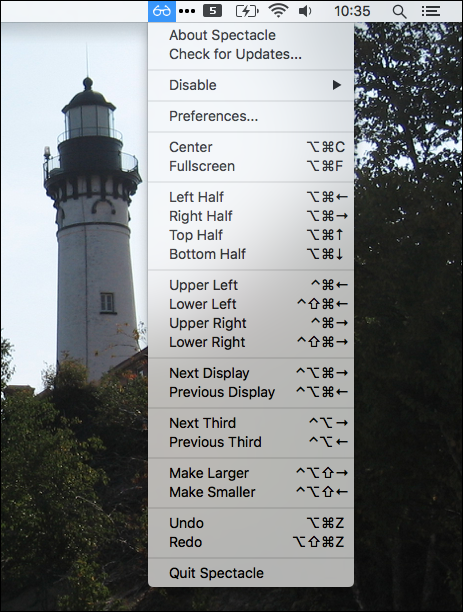 5 10:35
About Spectacle
Check for Updates...
Disable ▶
Preferences...
Center ⌥⌘C
Fullscreen ⌥⌘F
Left Half ⌥⌘←
Right Half ⌥⌘→
Top Half ⌥⌘↑
Bottom Half ⌥⌘↓
Upper Left ^⌘←
Lower Left ^⇧⌘←
Upper Right ^⌘→
Lower Right ^⇧⌘→
Next Display ^⌥⌘→
Previous Display ^⌥⌘←
Next Third ^⌥→
Previous Third ^⌥←
Make Larger ^⌥⇧→
Make Smaller ^⌥⇧←
Undo ⌥⌘Z
Redo ⌥⇧⌘Z
Quit Spectacle